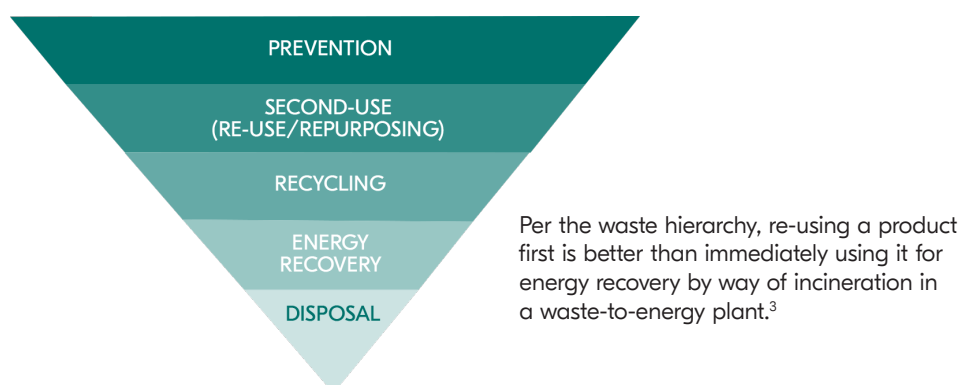 PREVENTION
SECOND-USE
(RE-USE/REPURPOSING)
RECYCLING
ENERGY
RECOVERY
DISPOSAL
Per the waste hierarchy, re-using a product
first is better than immediately using it for
energy recovery by way of incineration in
a waste-to-energy plant.³